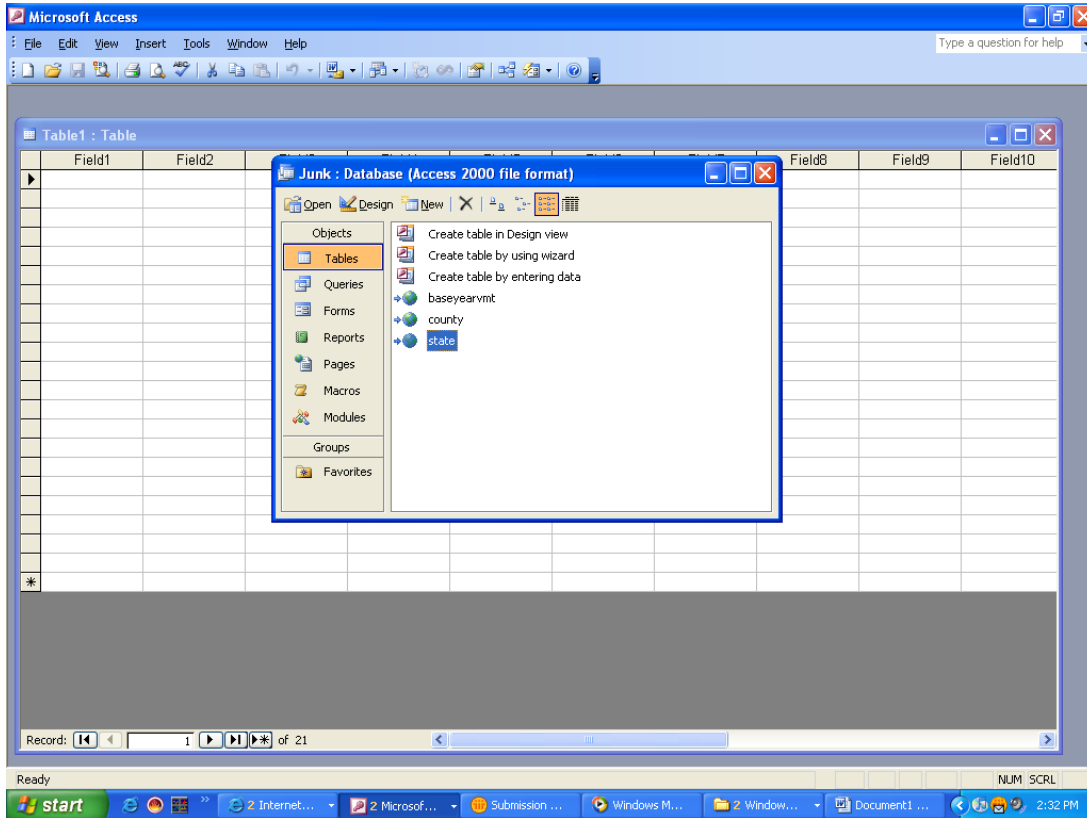 Microsoft Access
File Edit View Insert Tools Window Help Type a question for help
Table1 : Table
Field1 Field2 Field8 Field9 Field10
Junk : Database (Access 2000 file format)
Open Design New
Objects
Tables
Queries
Forms
Reports
Pages
Macros
Modules
Groups
Favorites
Create table in Design view
Create table by using wizard
Create table by entering data
baseyearvmt
county
state
Record: 1 of 21
Ready NUM SCRL
start 2 Internet... 2 Microsof... Submission ... Windows M... 2 Window... Document1 ... 2:32 PM